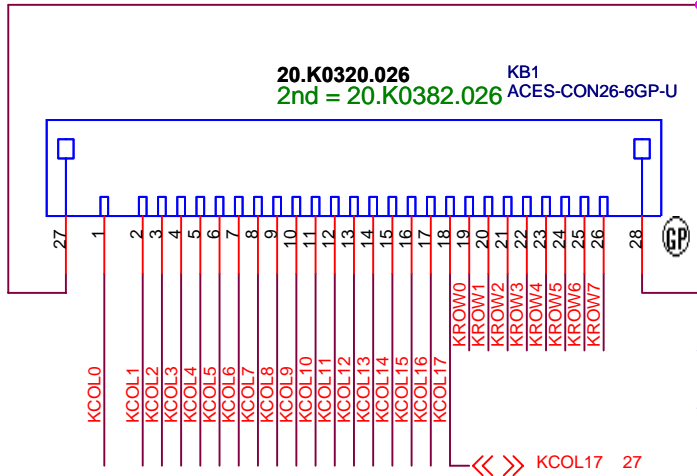 20.K0320.026
KB1
2nd = 20.K0382.026
ACES-CON26-6GP-U
27
1
2
3
4
5
6
7
8
9
10
11
12
13
14
15
16
17
18
19
20
21
22
23
24
25
26
28
GP
KROW0
KROW1
KROW2
KROW3
KROW4
KROW5
KROW6
KROW7
KCOL0
KCOL1
KCOL2
KCOL3
KCOL4
KCOL5
KCOL6
KCOL7
KCOL8
KCOL9
KCOL10
KCOL11
KCOL12
KCOL13
KCOL14
KCOL15
KCOL16
KCOL17
KCOL17 27